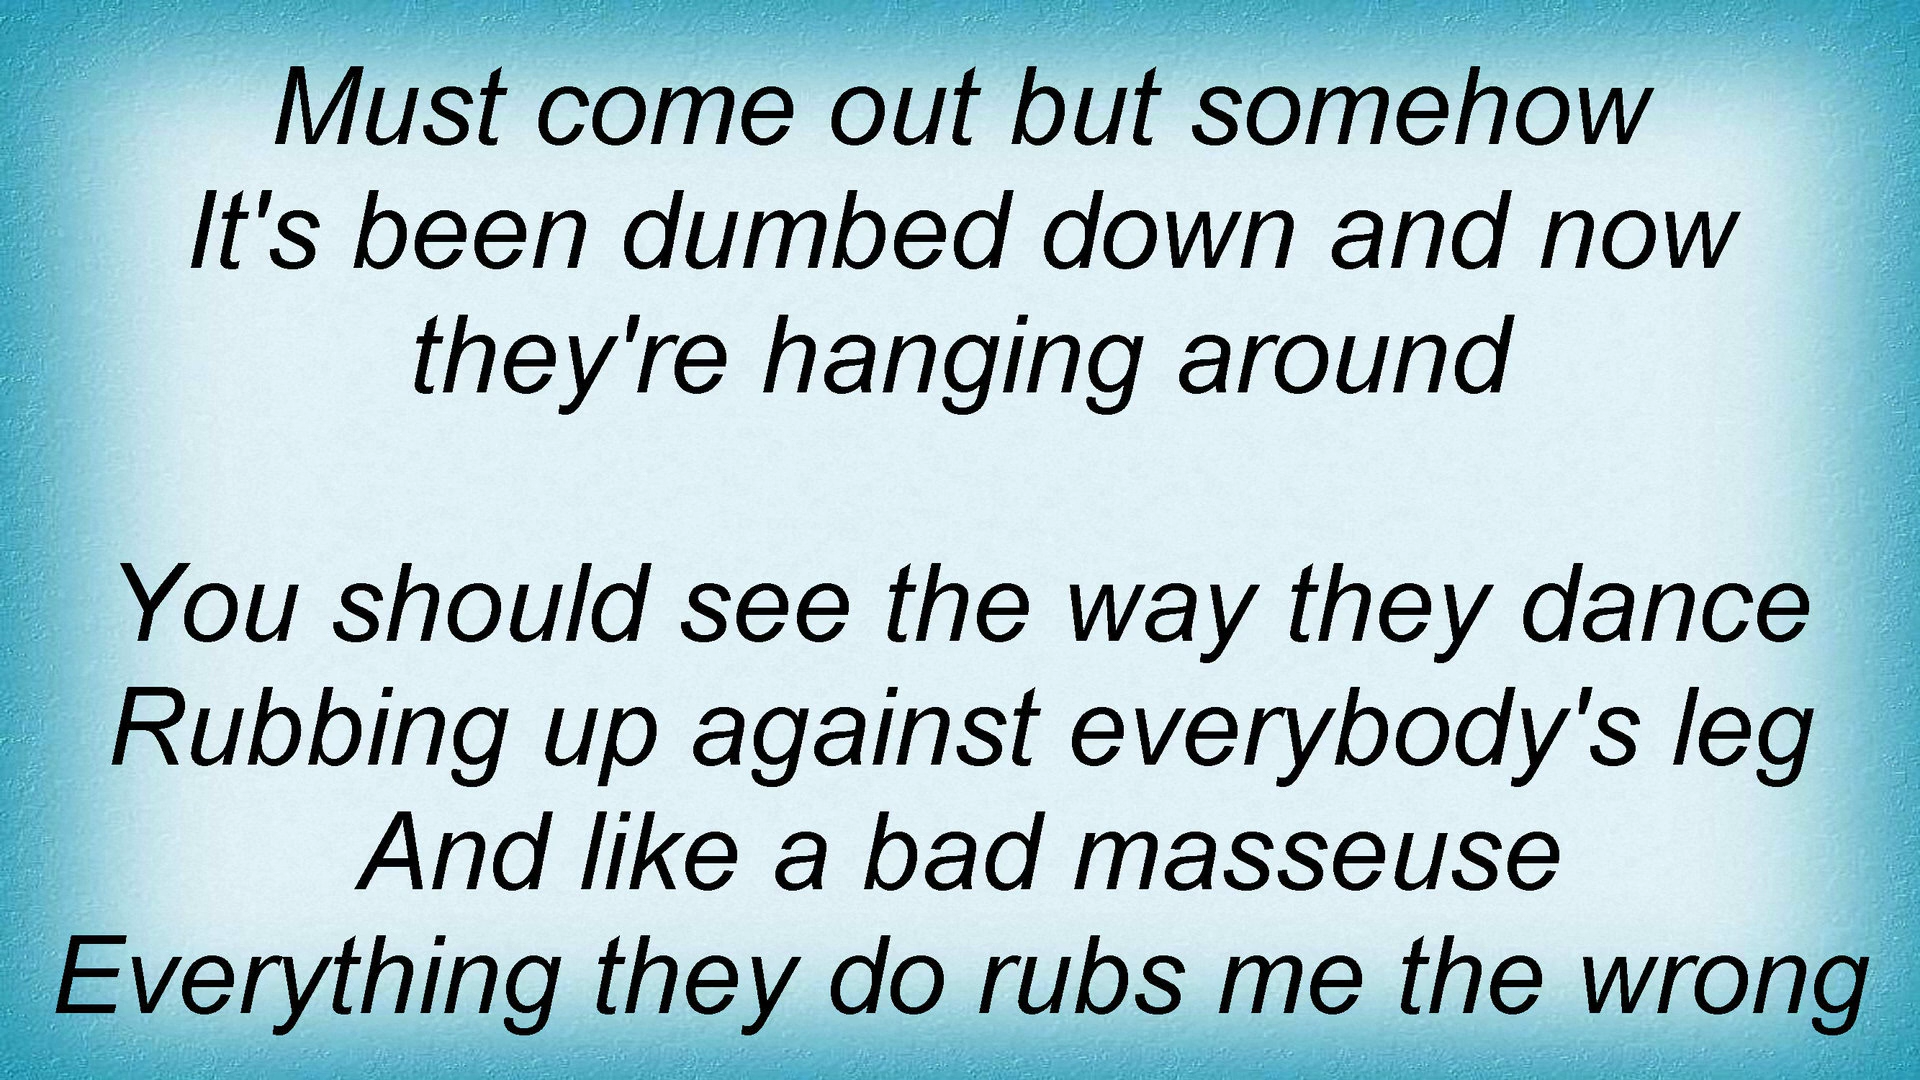 Must come out but somehow
It's been dumbed down and now
they're hanging around
You should see the way they dance
Rubbing up against everybody's leg
And like a bad masseuse
Everything they do rubs me the wrong